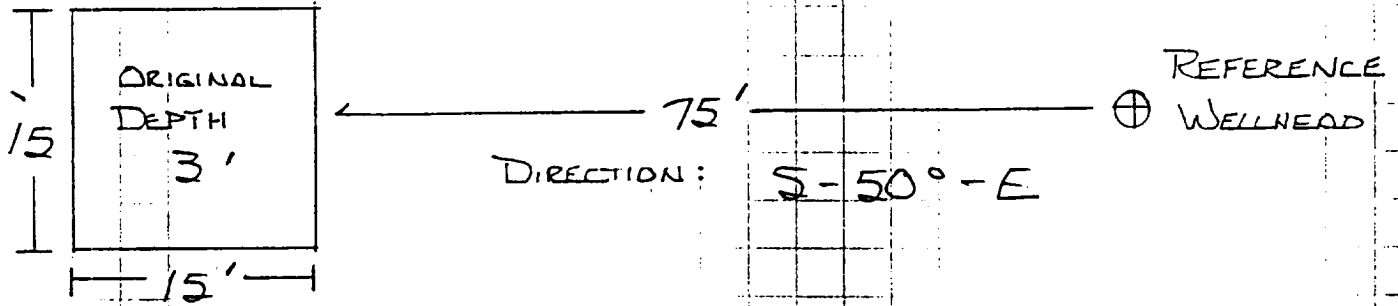 15'
ORIGINAL
DEPTH
3'
15'
75'
DIRECTION: S-50°-E
REFERENCE
WELLHEAD